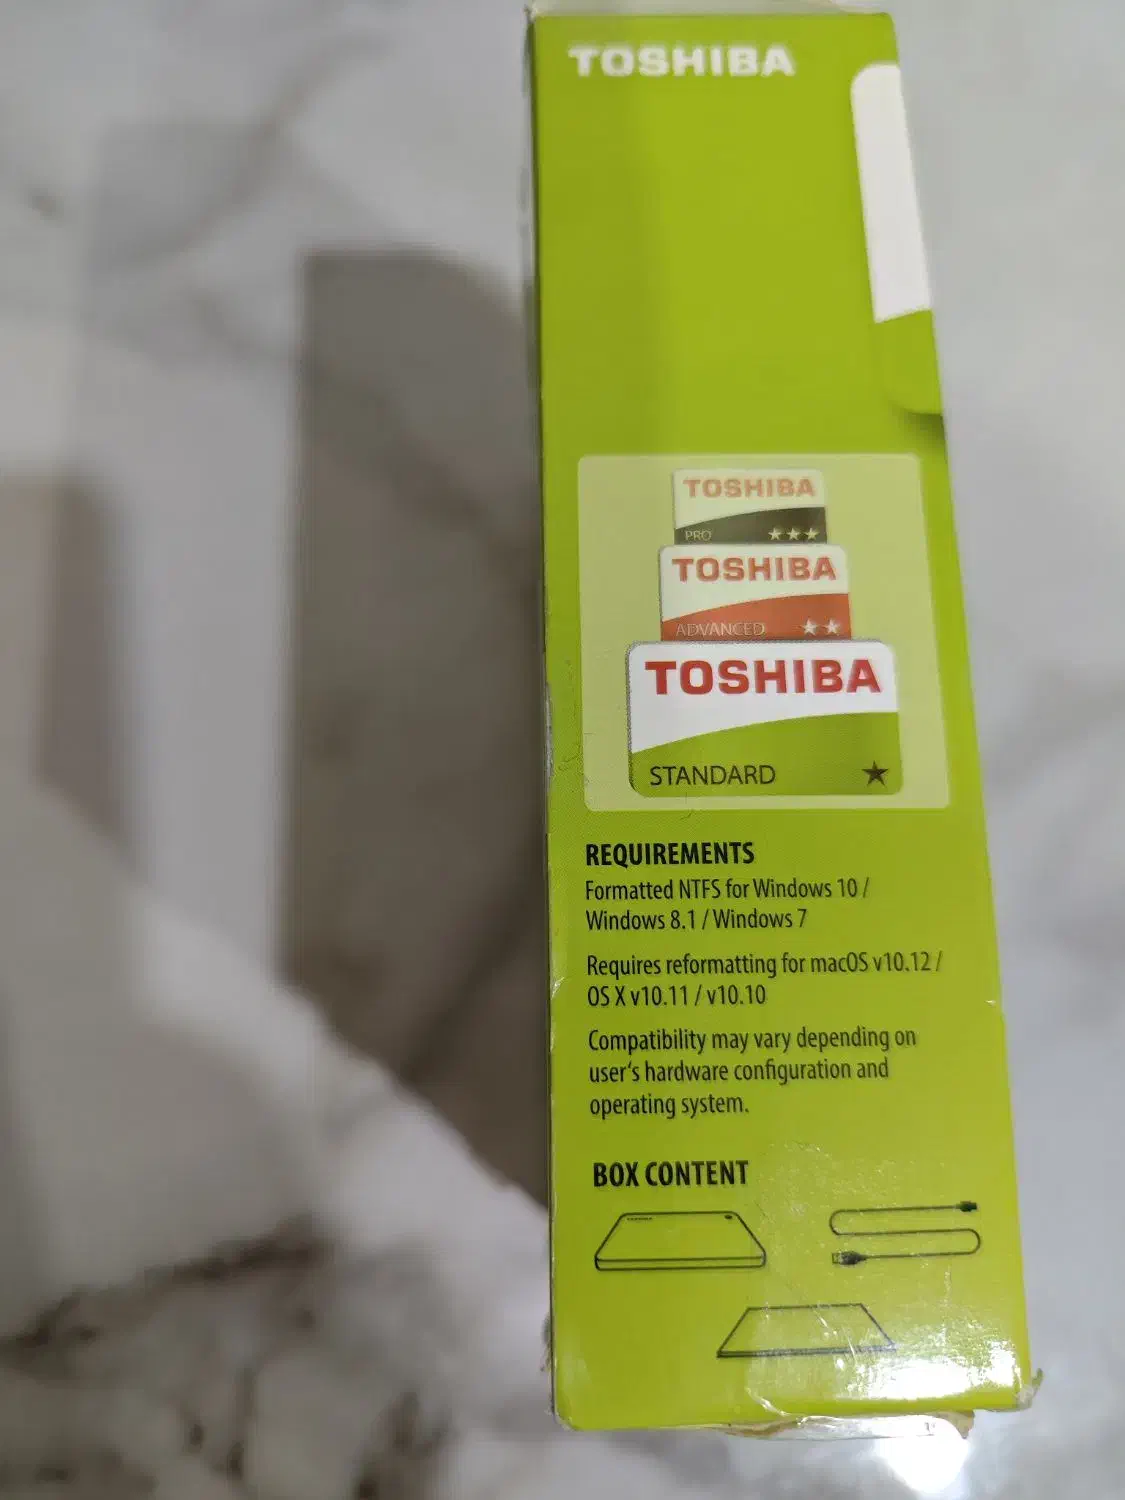 TOSHIBA
TOSHIBA
PRO
TOSHIBA
ADVANCED
TOSHIBA
STANDARD
REQUIREMENTS
Formatted NTFS for Windows 10 /
Windows 8.1 / Windows 7
Requires reformatting for macOS v10.12 /
OS X v10.11 / v10.10
Compatibility may vary depending on
user's hardware configuration and
operating system.
BOX CONTENT